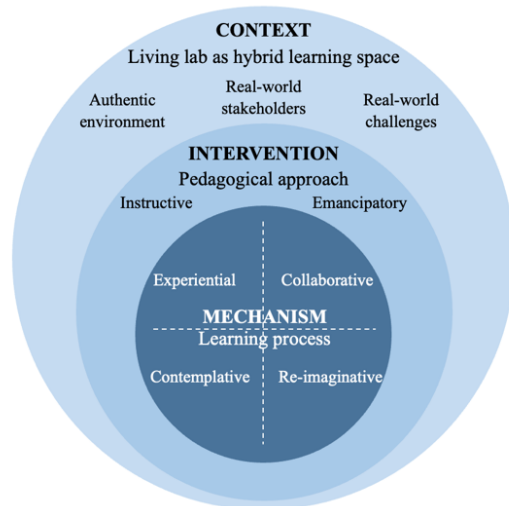 CONTEXT
Living lab as hybrid learning space
Authentic environment
Real-world stakeholders
Real-world challenges
INTERVENTION
Pedagogical approach
Instructive Emancipatory
Experiential Collaborative
MECHANISM
Learning process
Contemplative Re-imaginative